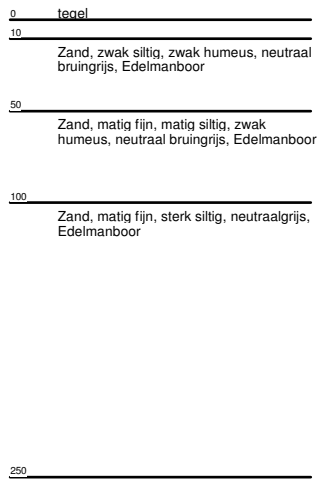 0 tegel
10
Zand, zwak siltig, zwak humeus, neutraal
bruingrijs, Edelmanboor
50
Zand, matig fijn, matig siltig, zwak
humeus, neutraal bruingrijs, Edelmanboor
100
Zand, matig fijn, sterk siltig, neutraalgrijs,
Edelmanboor
250